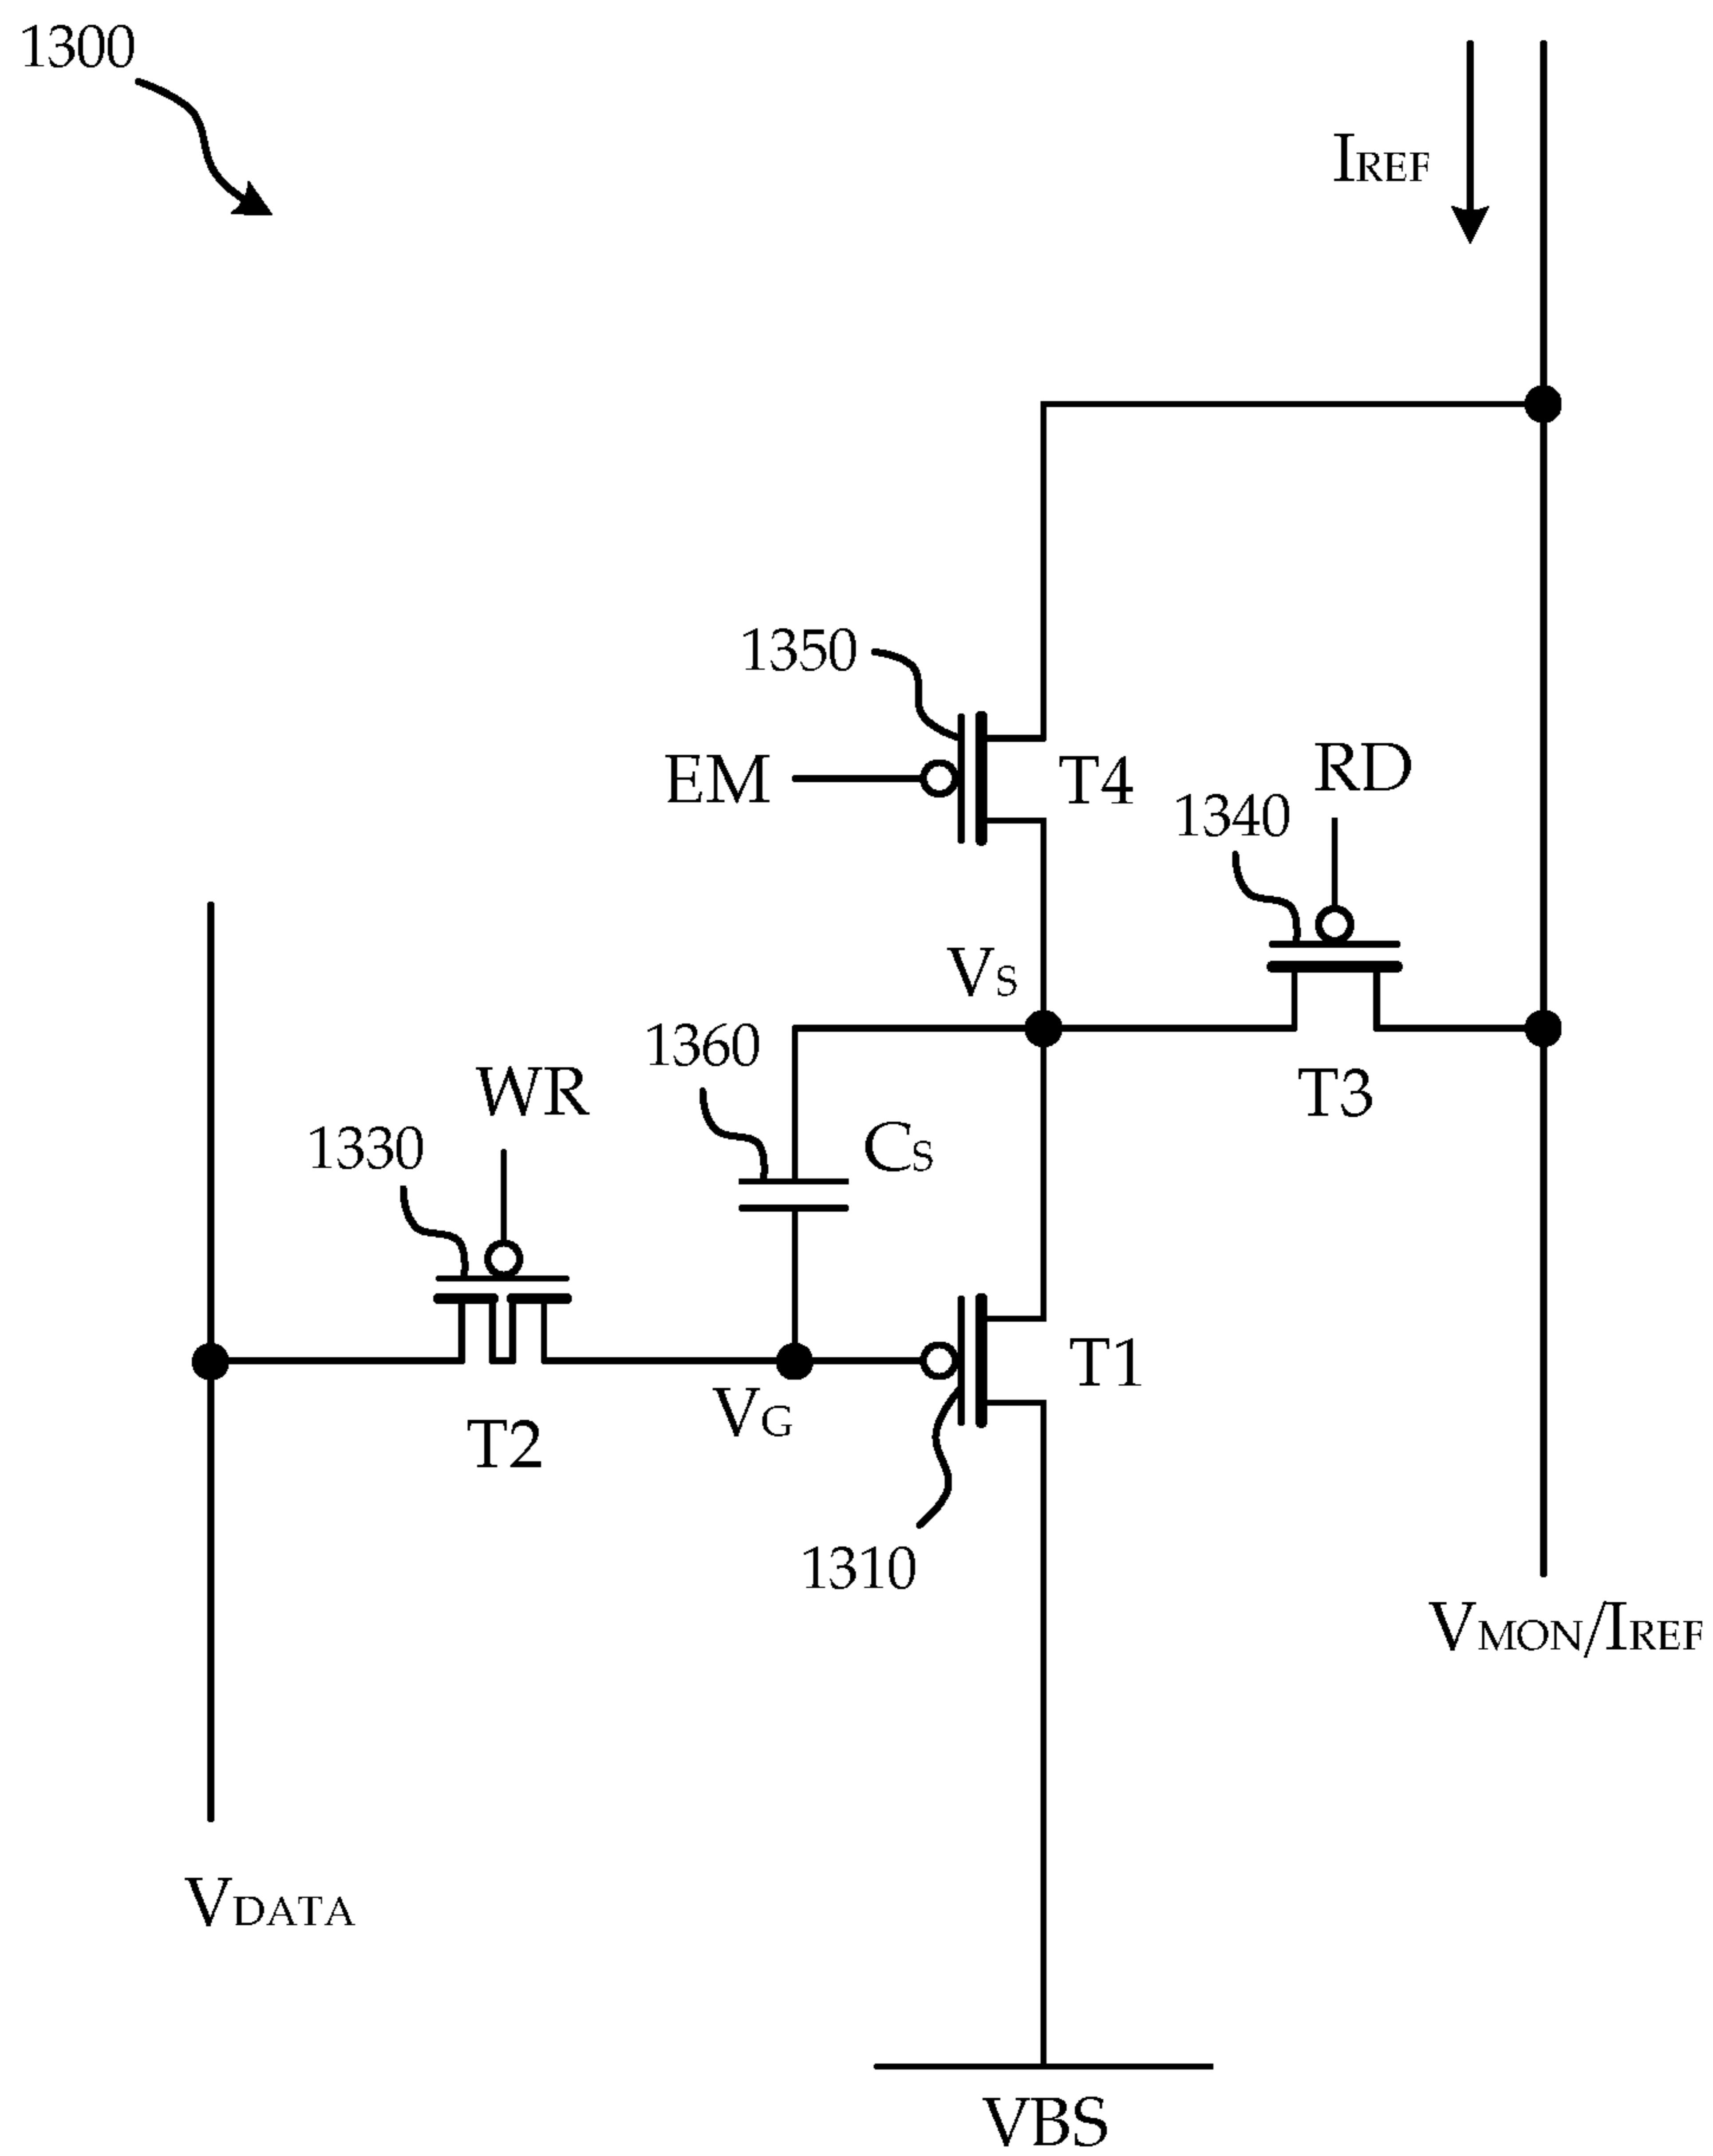 1300
IREF
1350
EM
T4
RD
1340
VS
1360
WR
CS
T3
1330
T1
VG
T2
1310
VMON/IREF
VDATA
VBS